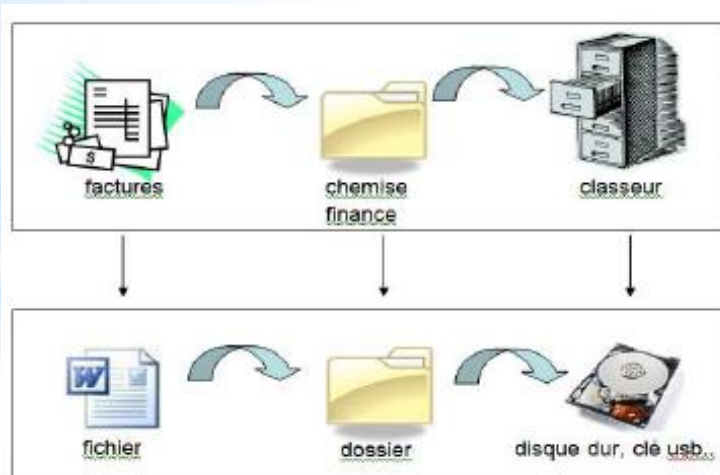 $
factures
chemise
finance
classeur
W
fichier
dossier
disque dur, clé usb..